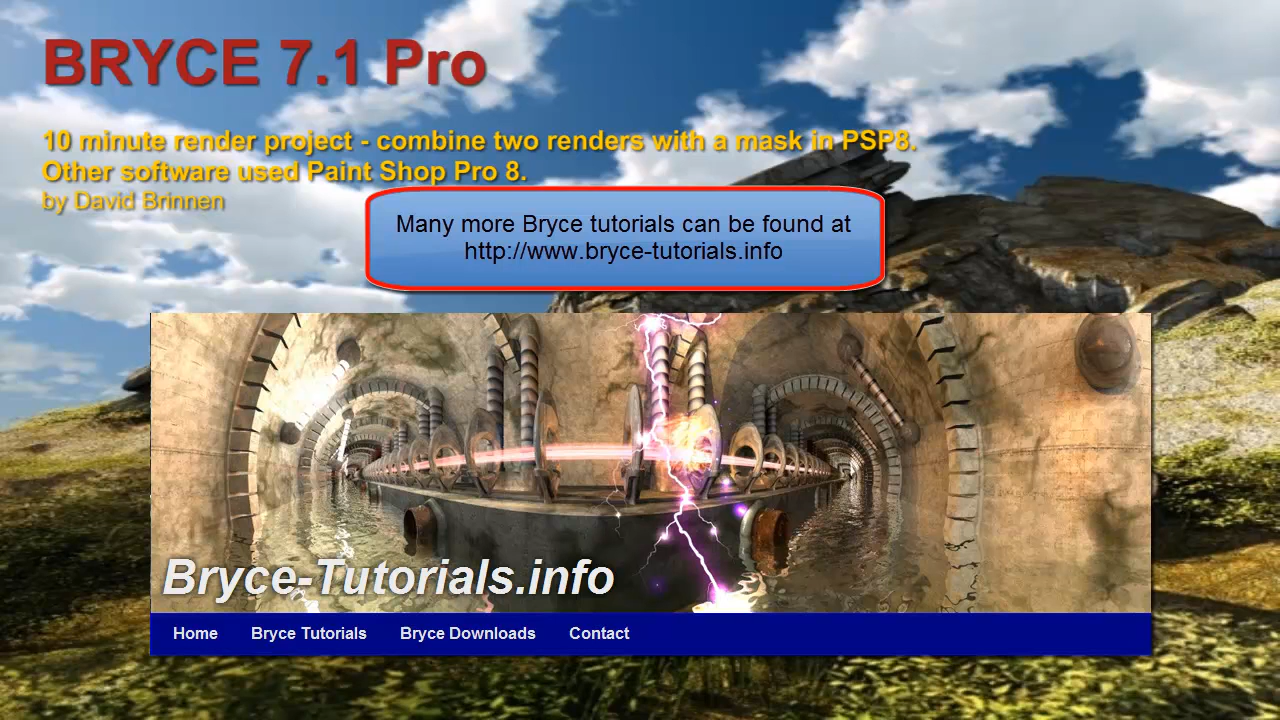 BRYCE 7.1 Pro
10 minute render project - combine two renders with a mask in PSP8.
Other software used Paint Shop Pro 8.
by David Brinnen
Many more Bryce tutorials can be found at
http://www.bryce-tutorials.info
Bryce-Tutorials.info
Home Bryce Tutorials Bryce Downloads Contact